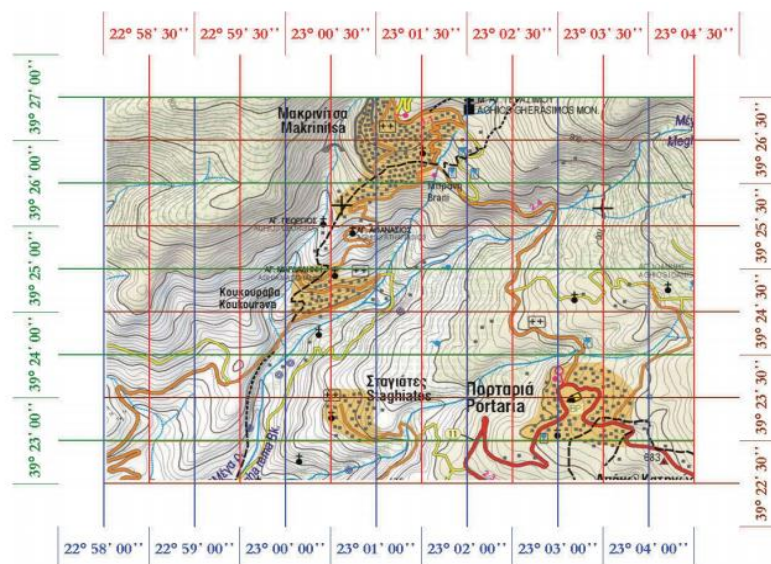 22° 58’ 30’’ 22° 59’ 30’’ 23° 00’ 30’’ 23° 01’ 30’’ 23° 02’ 30’’ 23° 03’ 30’’ 23° 04’ 30’’
39° 27’ 00’’
39° 26’ 00’’
39° 25’ 00’’
39° 24’ 00’’
39° 23’ 00’’
AGHIOS GHERASIMOS MON.
Μακρινίτσα
Makrinitsa
Μπράνη
Brani
ΑΓ. ΓΕΩΡΓΙΟΣ
ΑΓ. ΑΘΑΝΑΣΙΟΣ
Κουκουράβα
Koukourava
Σταγιάτες
Staghiates
Πορταριά
Portaria
11
683
39° 26’ 30’’
39° 25’ 30’’
39° 24’ 30’’
39° 23’ 30’’
39° 22’ 30’’
22° 58’ 00’’ 22° 59’ 00’’ 23° 00’ 00’’ 23° 01’ 00’’ 23° 02’ 00’’ 23° 03’ 00’’ 23° 04’ 00’’